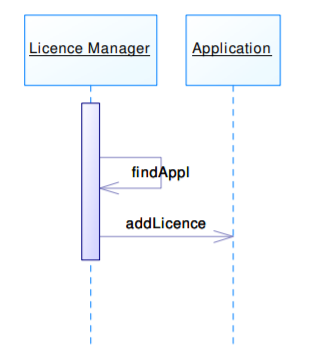 Licence Manager
Application
findAppl
addLicence